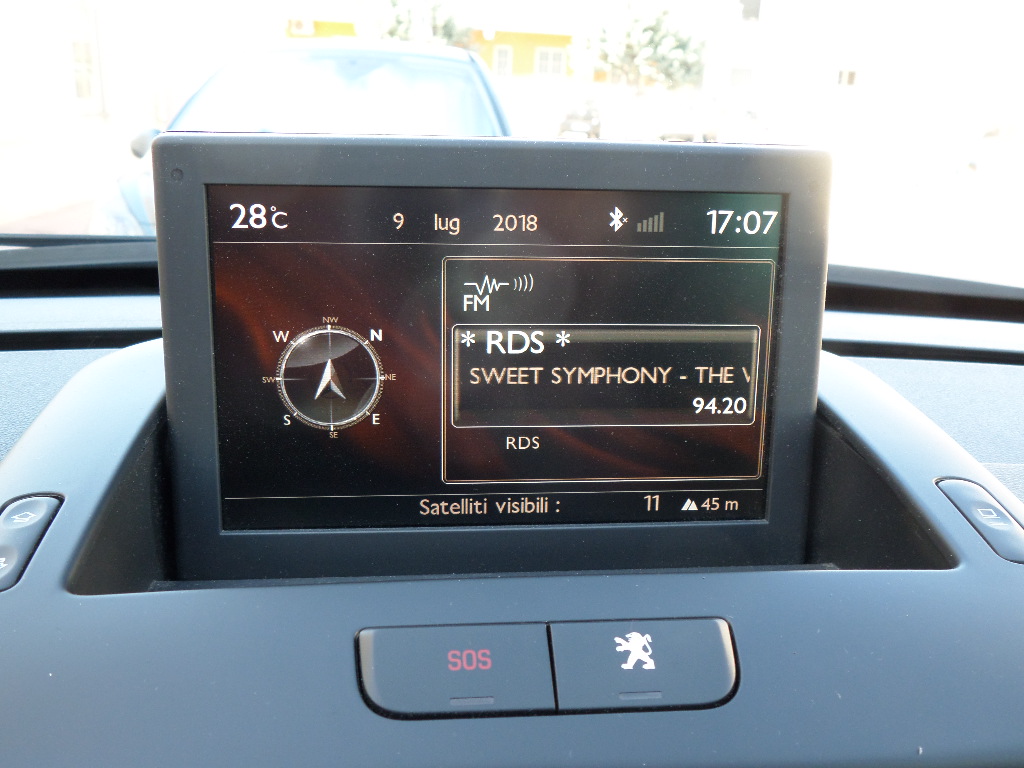 28°C 9 lug 2018 17:07
FM
* RDS *
SWEET SYMPHONY - THE V
94.20
RDS
NW
W N
SW NE
S E
SE
Satelliti visibili : 11 45 m
SOS